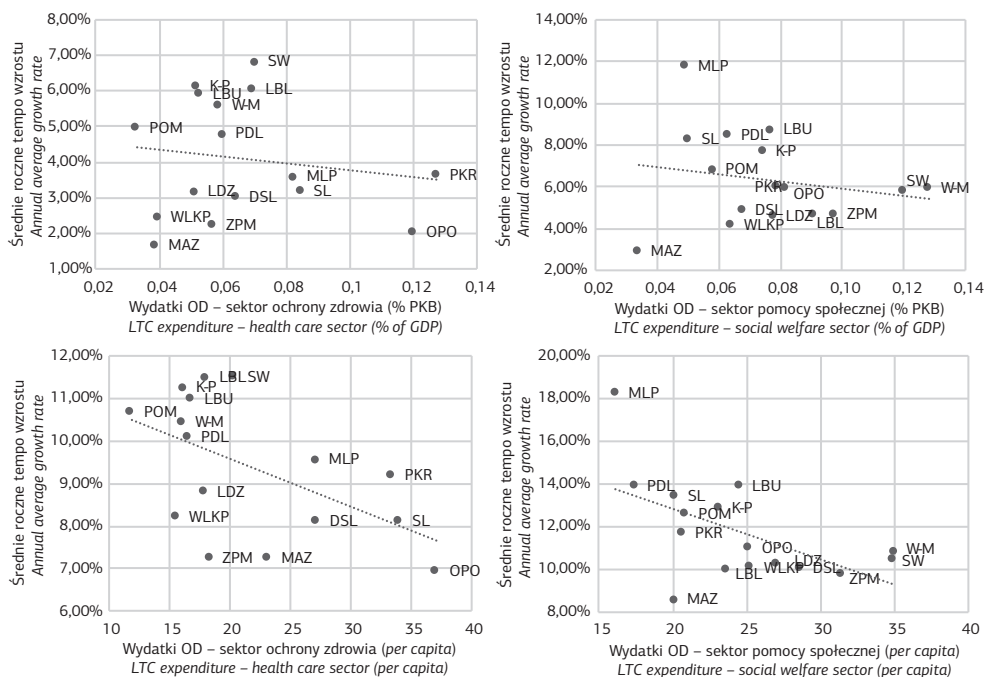 Średnie roczne tempo wzrostu
Annual average growth rate
8,00%
7,00%
6,00%
5,00%
4,00%
3,00%
2,00%
1,00%
SW
K-P
LBL
LBU
W-M
POM
PDL
MLP
PKR
LDZ
DSL
SL
WLKP
ZPM
OPO
MAZ
0,02 0,04 0,06 0,08 0,1 0,12 0,14
Wydatki OD – sektor ochrony zdrowia (% PKB)
LTC expenditure – health care sector (% of GDP)
Średnie roczne tempo wzrostu
Annual average growth rate
14,00%
12,00%
10,00%
8,00%
6,00%
4,00%
2,00%
MLP
LBU
SL
PDL
K-P
POM
PKR
OPO
SW
W-M
DSL
LDZ
LBL
ZPM
WLKP
MAZ
0,02 0,04 0,06 0,08 0,1 0,12 0,14
Wydatki OD – sektor pomocy społecznej (% PKB)
LTC expenditure – social welfare sector (% of GDP)
Średnie roczne tempo wzrostu
Annual average growth rate
12,00%
11,00%
10,00%
9,00%
8,00%
7,00%
6,00%
LBL
SW
K-P
LBU
POM
W-M
PDL
MLP
PKR
LDZ
WLKP
DSL
SL
ZPM
MAZ
OPO
10 15 20 25 30 35 40
Wydatki OD – sektor ochrony zdrowia (per capita)
LTC expenditure – health care sector (per capita)
Średnie roczne tempo wzrostu
Annual average growth rate
20,00%
18,00%
16,00%
14,00%
12,00%
10,00%
8,00%
MLP
PDL
LBU
SL
K-P
POM
PKR
OPO
W-M
LDZ
SW
LBL
WLKP
DSL
ZPM
MAZ
15 20 25 30 35 40
Wydatki OD – sektor pomocy społecznej (per capita)
LTC expenditure – social welfare sector (per capita)